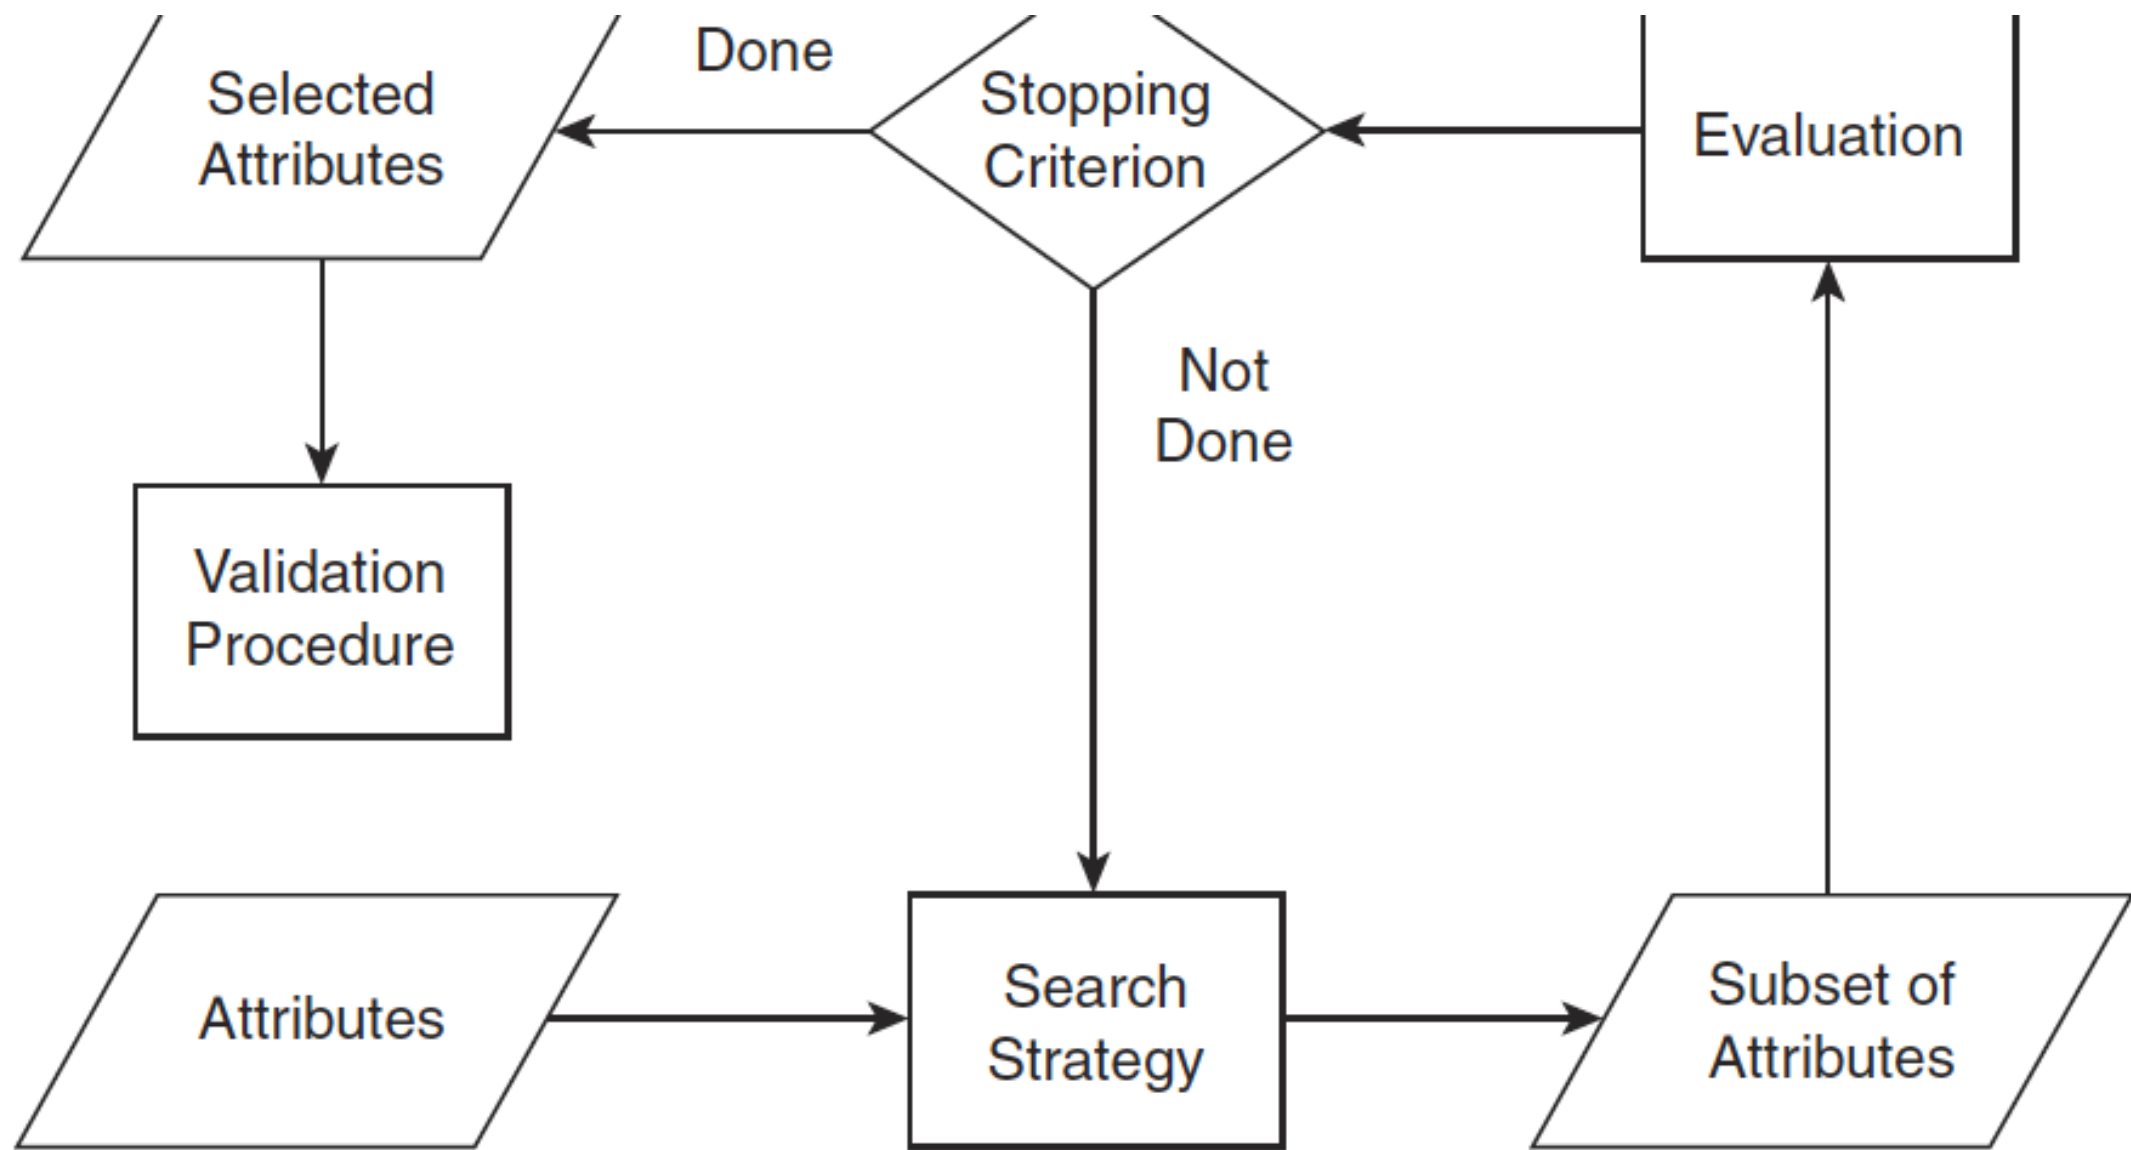 Done
Selected
Attributes
Stopping
Criterion
Evaluation
Not
Done
Validation
Procedure
Attributes
Search
Strategy
Subset of
Attributes